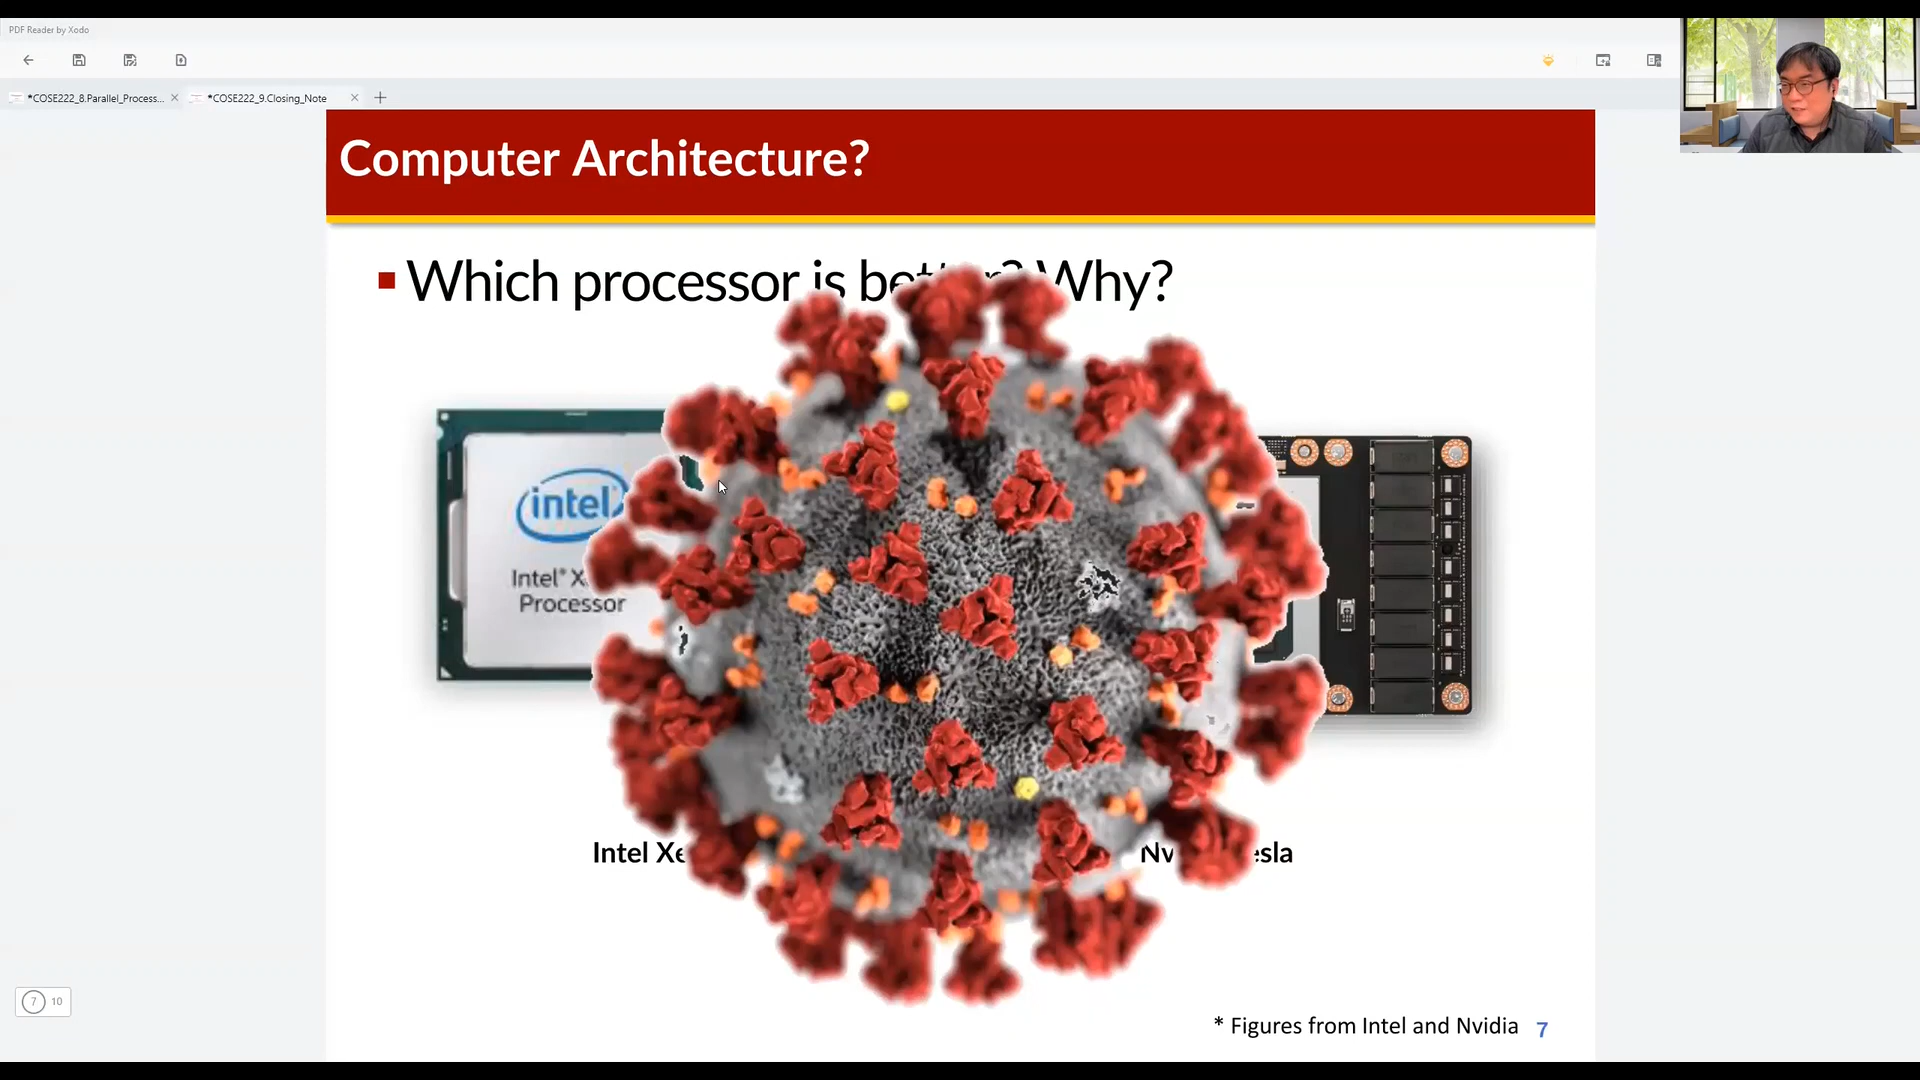 PDF Reader by Xodo
*COSE222_8.Parallel_Process...
*COSE222_9.Closing_Note
Computer Architecture?
Which processor is better? Why?
intel
Intel® X
Processor
Intel Xe
Nv esla
7 10
* Figures from Intel and Nvidia 7